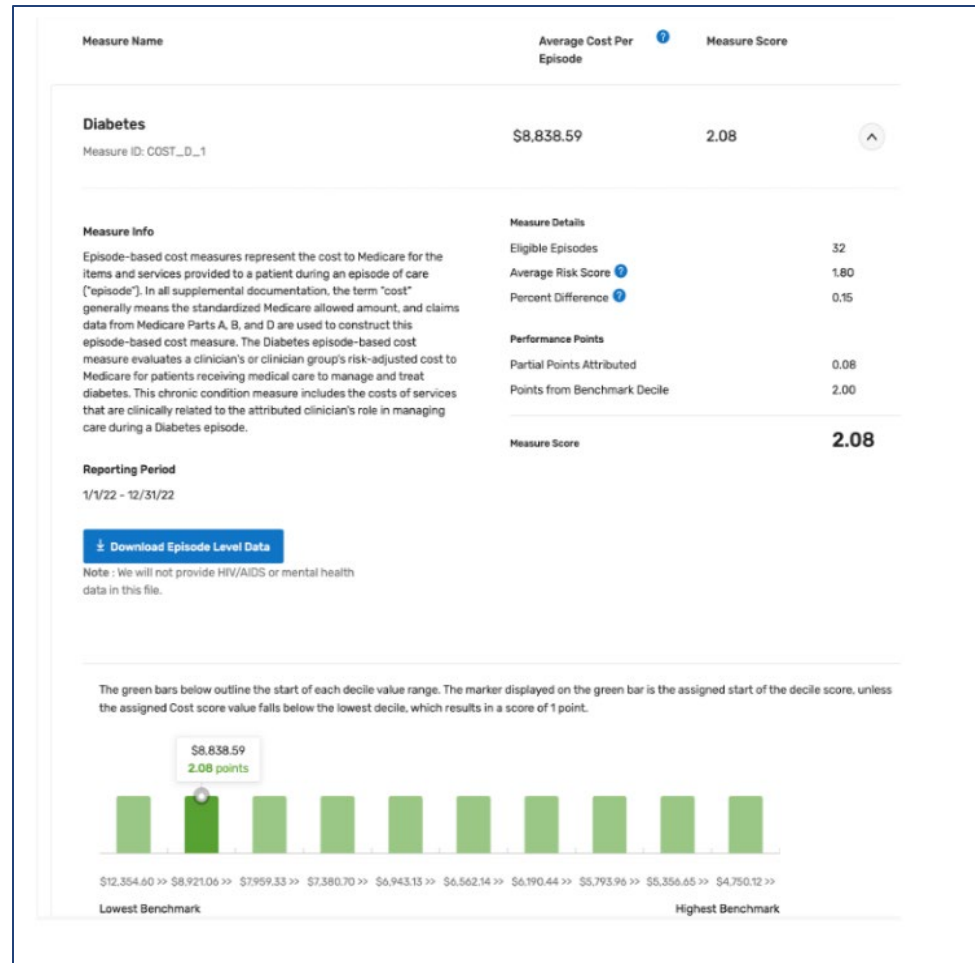 Measure Name
Average Cost Per
Episode
?
Measure Score
Diabetes
Measure ID: COST_D_1
$8,838.59
2.08
Measure Info
Episode-based cost measures represent the cost to Medicare for the
items and services provided to a patient during an episode of care
("episode"). In all supplemental documentation, the term "cost"
generally means the standardized Medicare allowed amount, and claims
data from Medicare Parts A, B, and D are used to construct this
episode-based cost measure. The Diabetes episode-based cost
measure evaluates a clinician's or clinician group's risk-adjusted cost to
Medicare for patients receiving medical care to manage and treat
diabetes. This chronic condition measure includes the costs of services
that are clinically related to the attributed clinician's role in managing
care during a Diabetes episode.
Reporting Period
1/1/22 - 12/31/22
Download Episode Level Data
Note : We will not provide HIV/AIDS or mental health
data in this file.
Measure Details
Eligible Episodes 32
Average Risk Score ? 1.80
Percent Difference ? 0.15
Performance Points
Partial Points Attributed 0.08
Points from Benchmark Decile 2.00
Measure Score 2.08
The green bars below outline the start of each decile value range. The marker displayed on the green bar is the assigned start of the decile score, unless
the assigned Cost score value falls below the lowest decile, which results in a score of 1 point.
$8,838.59
2.08 points
$12,354.60 >> $8,921.06 >> $7,959.33 >> $7,380.70 >> $6,943.13 >> $6,562.14 >> $6,190.44 >> $5,793.96 >> $5,356.65 >> $4,750.12 >>
Lowest Benchmark Highest Benchmark